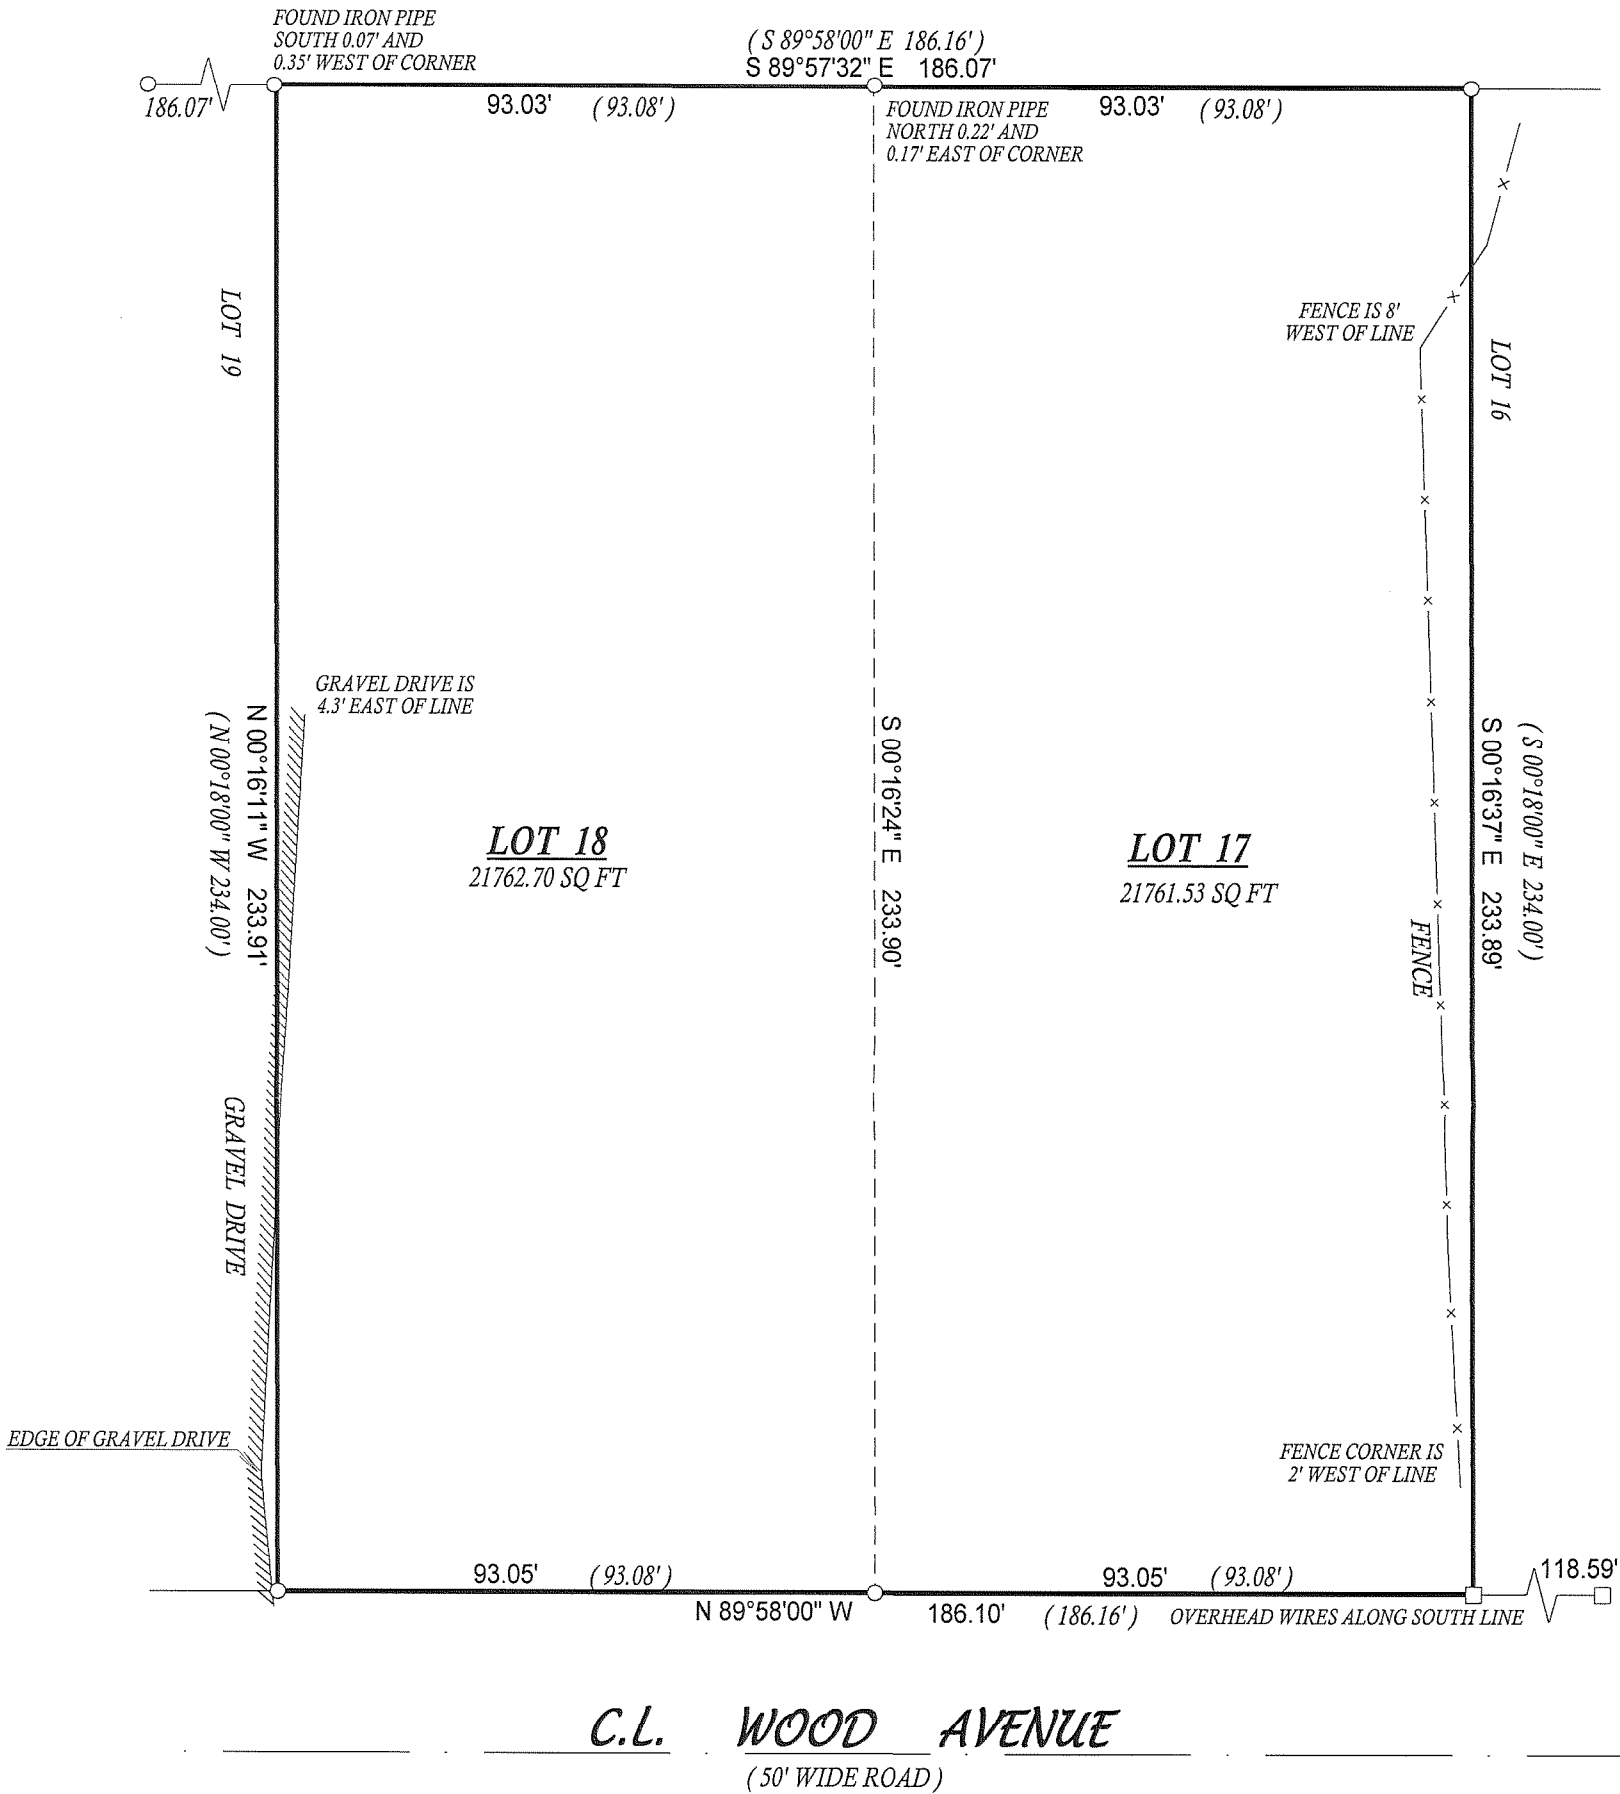 FOUND IRON PIPE
SOUTH 0.07' AND
0.35' WEST OF CORNER
( S 89°58'00" E 186.16' )
S 89°57'32" E 186.07'
186.07'
93.03' ( 93.08' )
FOUND IRON PIPE
NORTH 0.22' AND
0.17' EAST OF CORNER
93.03' ( 93.08' )
LOT 19
FENCE IS 8'
WEST OF LINE
LOT 16
GRAVEL DRIVE IS
4.3' EAST OF LINE
N 00°16'11" W 233.91'
( N 00°18'00" W 234.00' )
S 00°16'24" E 233.90'
S 00°16'37" E 233.89'
( S 00°18'00" E 234.00' )
LOT 18
21762.70 SQ FT
LOT 17
21761.53 SQ FT
FENCE
GRAVEL DRIVE
EDGE OF GRAVEL DRIVE
FENCE CORNER IS
2' WEST OF LINE
93.05' ( 93.08' )
93.05' ( 93.08' )
118.59'
N 89°58'00" W 186.10' ( 186.16' )
OVERHEAD WIRES ALONG SOUTH LINE
C.L. WOOD AVENUE
( 50' WIDE ROAD )